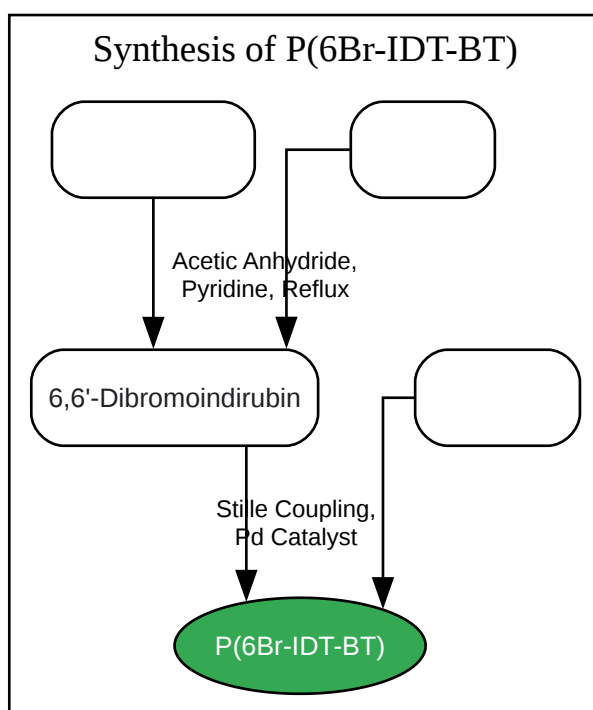 Synthesis of P(6Br-IDT-BT)
Acetic Anhydride,
Pyridine, Reflux
6,6'-Dibromoindirubin
Stille Coupling,
Pd Catalyst
P(6Br-IDT-BT)